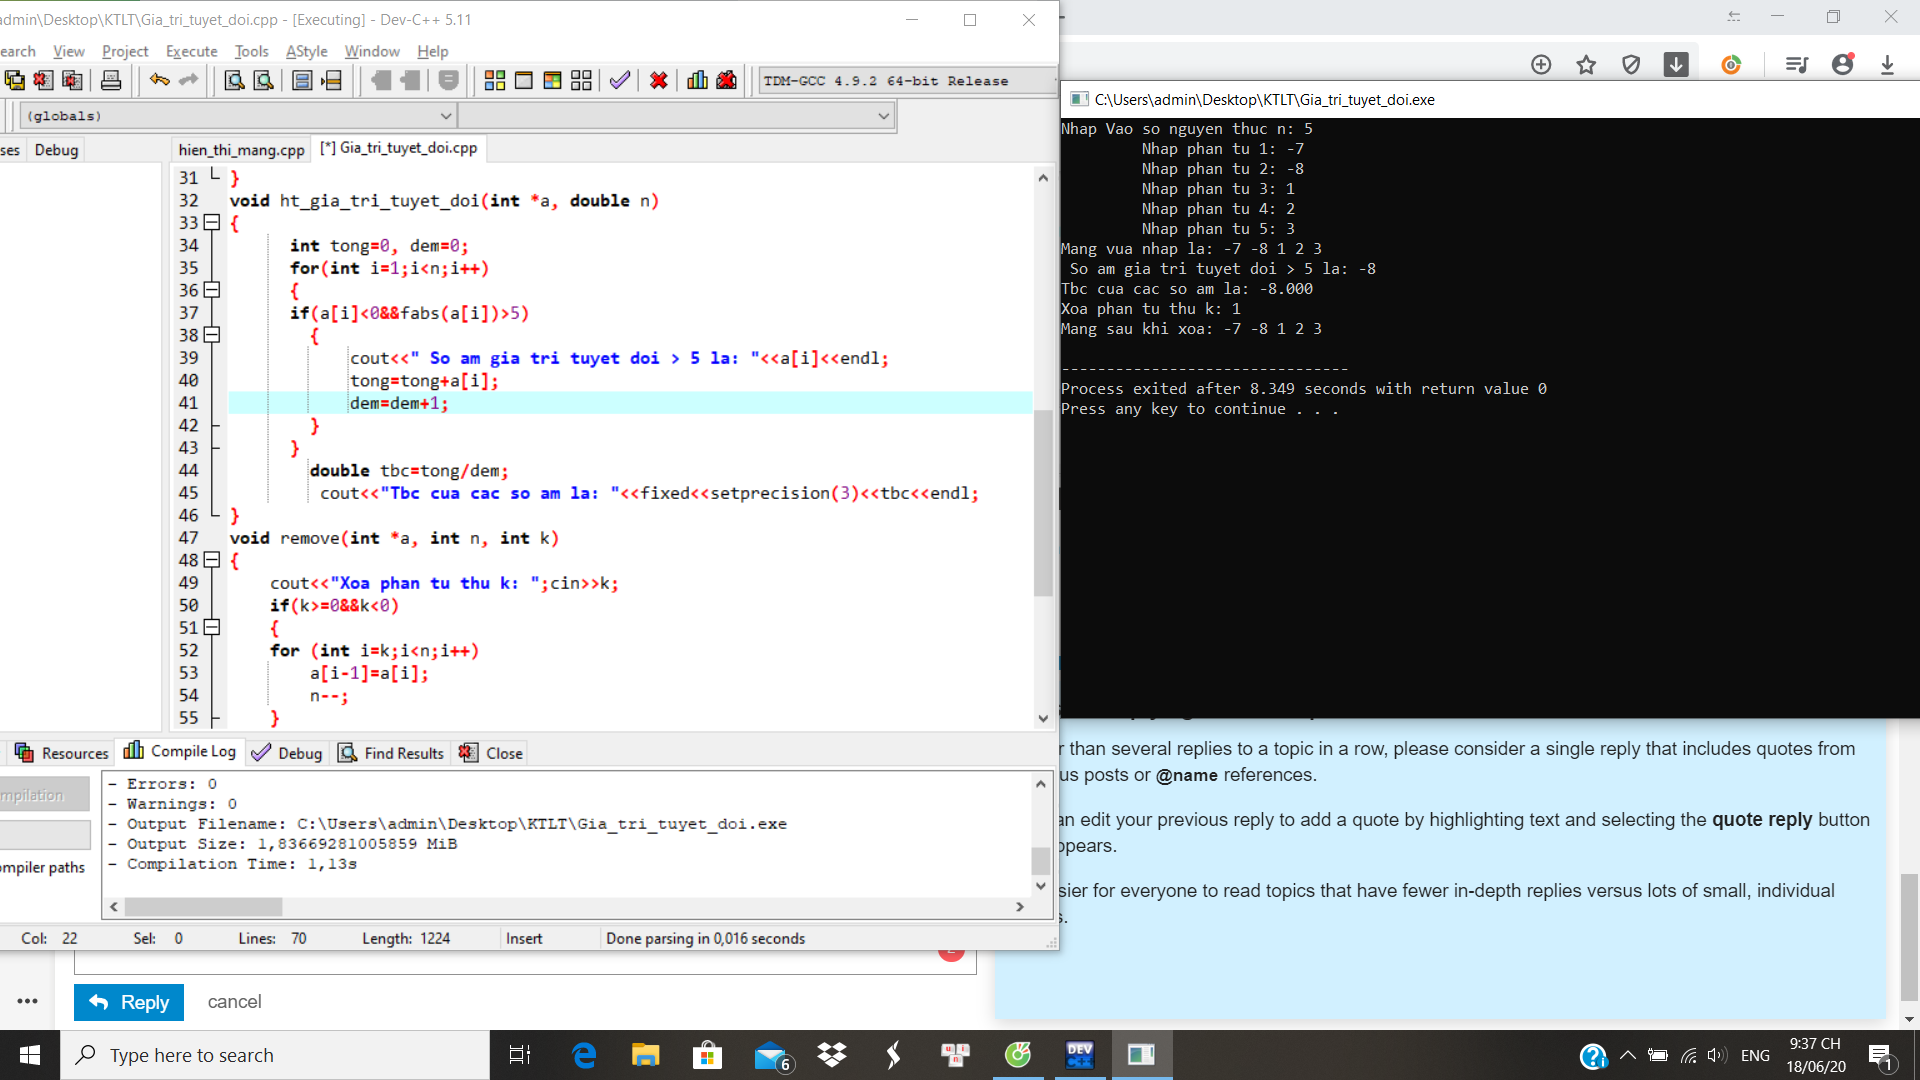 admin\Desktop\KTLT\Gia_tri_tuyet_doi.cpp - [Executing] - Dev-C++ 5.11
earch View Project Execute Tools AStyle Window Help
TDM-GCC 4.9.2 64-bit Release
(globals)
ses Debug
hien_thi_mang.cpp [*] Gia_tri_tuyet_doi.cpp
31 }
32 void ht_gia_tri_tuyet_doi(int *a, double n)
33 {
34 int tong=0, dem=0;
35 for(int i=1;i<n;i++)
36 {
37 if(a[i]<0&&fabs(a[i])>5)
38 {
39 cout<<" So am gia tri tuyet doi > 5 la: "<<a[i]<<endl;
40 tong=tong+a[i];
41 dem=dem+1;
42 }
43 }
44 double tbc=tong/dem;
45 cout<<"Tbc cua cac so am la: "<<fixed<<setprecision(3)<<tbc<<endl;
46 }
47 void remove(int *a, int n, int k)
48 {
49 cout<<"Xoa phan tu thu k: ";cin>>k;
50 if(k>=0&&k<0)
51 {
52 for (int i=k;i<n;i++)
53 a[i-1]=a[i];
54 n--;
55 }
Resources Compile Log Debug Find Results Close
mpilation
ompiler paths
- Errors: 0
- Warnings: 0
- Output Filename: C:\Users\admin\Desktop\KTLT\Gia_tri_tuyet_doi.exe
- Output Size: 1,83669281005859 MiB
- Compilation Time: 1,13s
Col: 22 Sel: 0 Lines: 70 Length: 1224 Insert Done parsing in 0,016 seconds
C:\Users\admin\Desktop\KTLT\Gia_tri_tuyet_doi.exe
Nhap Vao so nguyen thuc n: 5
Nhap phan tu 1: -7
Nhap phan tu 2: -8
Nhap phan tu 3: 1
Nhap phan tu 4: 2
Nhap phan tu 5: 3
Mang vua nhap la: -7 -8 1 2 3
So am gia tri tuyet doi > 5 la: -8
Tbc cua cac so am la: -8.000
Xoa phan tu thu k: 1
Mang sau khi xoa: -7 -8 1 2 3
--------------------------------
Process exited after 8.349 seconds with return value 0
Press any key to continue . . .
r than several replies to a topic in a row, please consider a single reply that includes quotes from
us posts or @name references.
an edit your previous reply to add a quote by highlighting text and selecting the quote reply button
ppears.
sier for everyone to read topics that have fewer in-depth replies versus lots of small, individual
s.
Reply cancel
Type here to search
6
DEV C++
ENG
9:37 CH
18/06/20
1